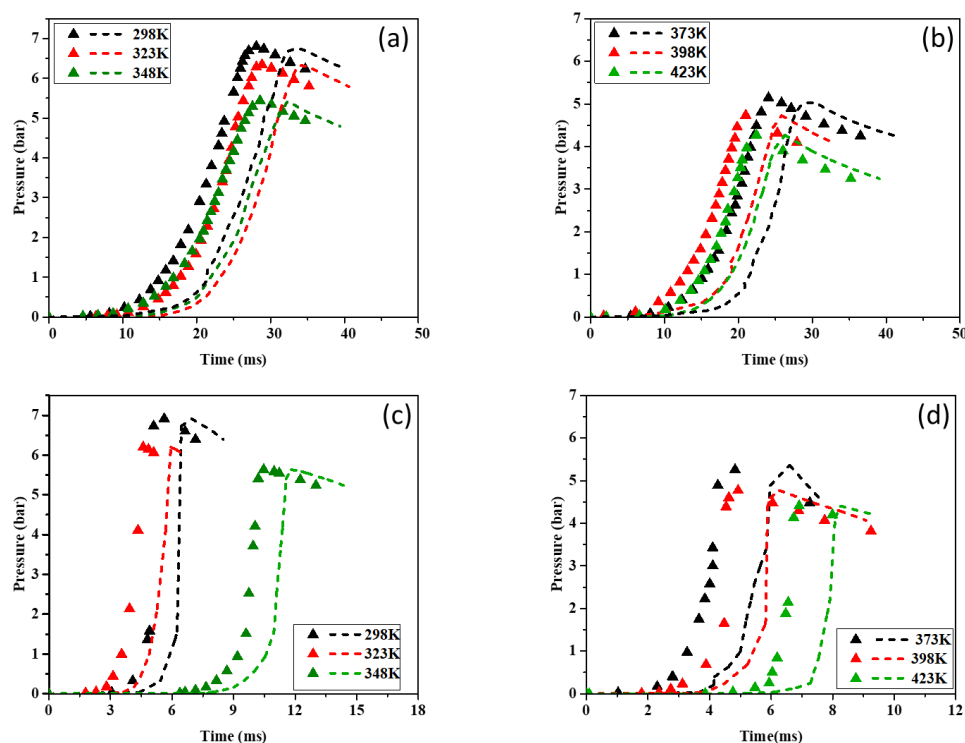 (a)
298K
323K
348K
Pressure (bar)
7
6
5
4
3
2
1
0
0 10 20 30 40 50
Time (ms)
(b)
373K
398K
423K
Pressure (bar)
7
6
5
4
3
2
1
0
0 10 20 30 40 50
Time (ms)
(c)
298K
323K
348K
Pressure (bar)
7
6
5
4
3
2
1
0
0 3 6 9 12 15 18
Time (ms)
(d)
373K
398K
423K
Pressure (bar)
7
6
5
4
3
2
1
0
0 2 4 6 8 10 12
Time(ms)